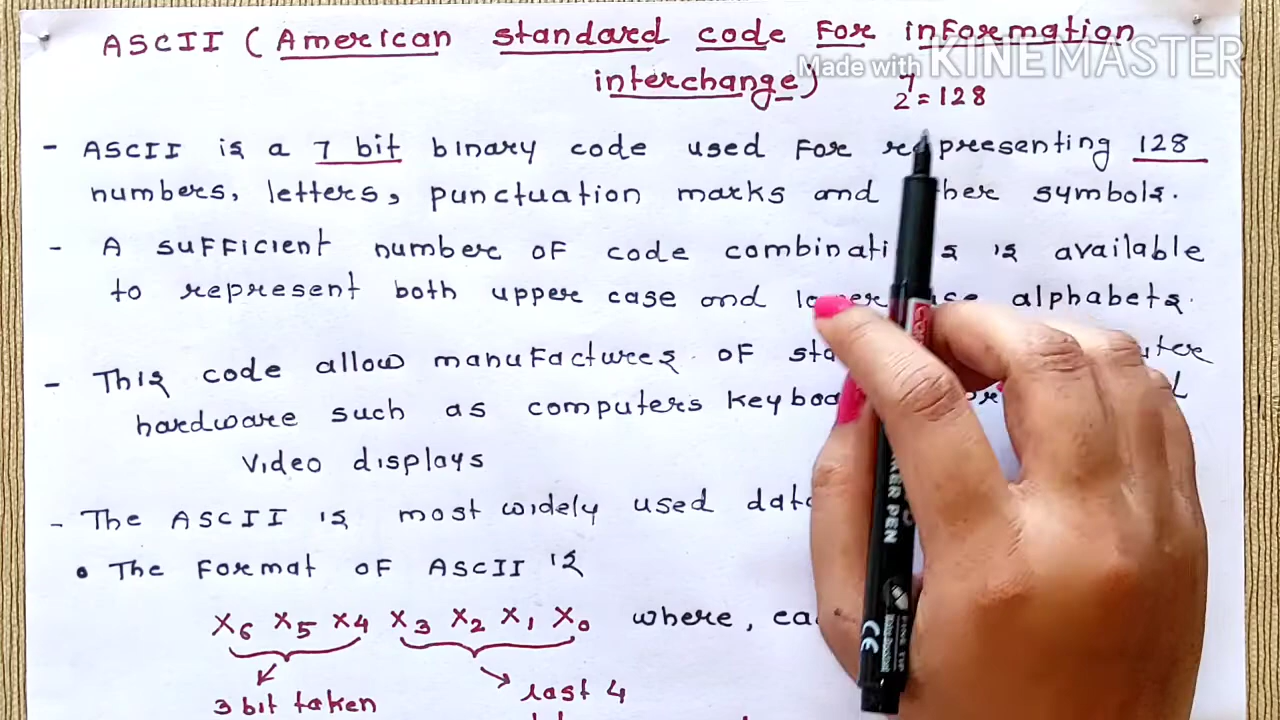 ASCII (American standard code for information
Made with KINEMASTER
interchange)
2^7 = 128
- ASCII is a 7 bit binary code used for representing 128
numbers, letters, punctuation marks and symbols.
- A sufficient number of code is available
to represent both upper case and alphabets.
- This code allow manufactures of
hardware such as computers
video displays
- The ASCII is most widely used
• The format of ASCII is
X6 X5 X4 X3 X2 X1 X0 where,
3 bit taken last 4